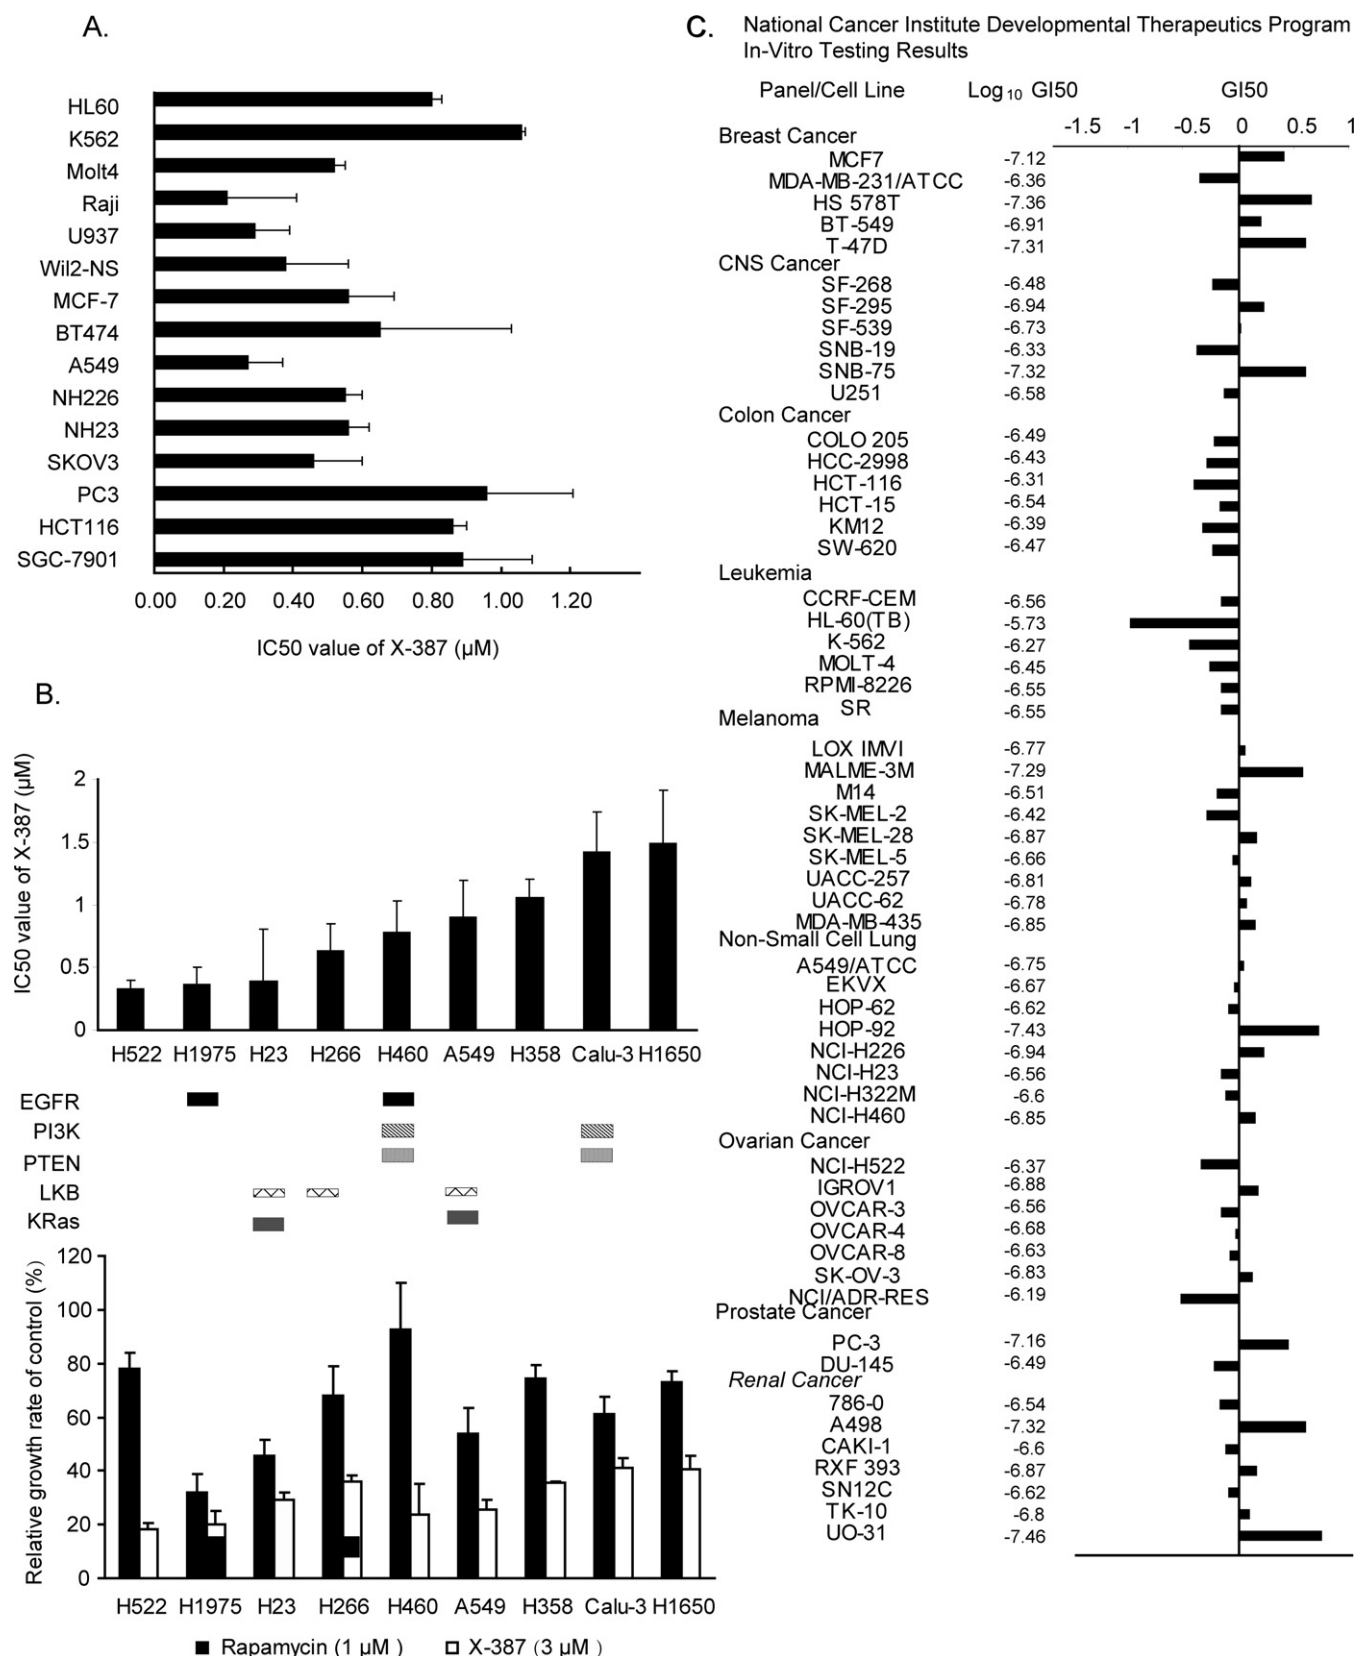 A.
HL60
K562
Molt4
Raji
U937
Wil2-NS
MCF-7
BT474
A549
NH226
NH23
SKOV3
PC3
HCT116
SGC-7901
0.00 0.20 0.40 0.60 0.80 1.00 1.20
IC50 value of X-387 (µM)
B.
IC50 value of X-387 (µM)
2
1.5
1
0.5
0
H522 H1975 H23 H266 H460 A549 H358 Calu-3 H1650
EGFR
PI3K
PTEN
LKB
KRas
Relative growth rate of control (%)
120
100
80
60
40
20
0
H522 H1975 H23 H266 H460 A549 H358 Calu-3 H1650
Rapamycin (1 µM ) X-387 (3 µM )
C. National Cancer Institute Developmental Therapeutics Program
In-Vitro Testing Results
Panel/Cell Line Log10 GI50 GI50
-1.5 -1 -0.5 0 0.5 1
Breast Cancer
MCF7 -7.12
MDA-MB-231/ATCC -6.36
HS 578T -7.36
BT-549 -6.91
T-47D -7.31
CNS Cancer
SF-268 -6.48
SF-295 -6.94
SF-539 -6.73
SNB-19 -6.33
SNB-75 -7.32
U251 -6.58
Colon Cancer
COLO 205 -6.49
HCC-2998 -6.43
HCT-116 -6.31
HCT-15 -6.54
KM12 -6.39
SW-620 -6.47
Leukemia
CCRF-CEM -6.56
HL-60(TB) -5.73
K-562 -6.27
MOLT-4 -6.45
RPMI-8226 -6.55
SR -6.55
Melanoma
LOX IMVI -6.77
MALME-3M -7.29
M14 -6.51
SK-MEL-2 -6.42
SK-MEL-28 -6.87
SK-MEL-5 -6.66
UACC-257 -6.81
UACC-62 -6.78
MDA-MB-435 -6.85
Non-Small Cell Lung
A549/ATCC -6.75
EKVX -6.67
HOP-62 -6.62
HOP-92 -7.43
NCI-H226 -6.94
NCI-H23 -6.56
NCI-H322M -6.6
NCI-H460 -6.85
Ovarian Cancer
NCI-H522 -6.37
IGROV1 -6.88
OVCAR-3 -6.56
OVCAR-4 -6.68
OVCAR-8 -6.63
SK-OV-3 -6.83
NCI/ADR-RES -6.19
Prostate Cancer
PC-3 -7.16
DU-145 -6.49
Renal Cancer
786-0 -6.54
A498 -7.32
CAKI-1 -6.6
RXF 393 -6.87
SN12C -6.62
TK-10 -6.8
UO-31 -7.46